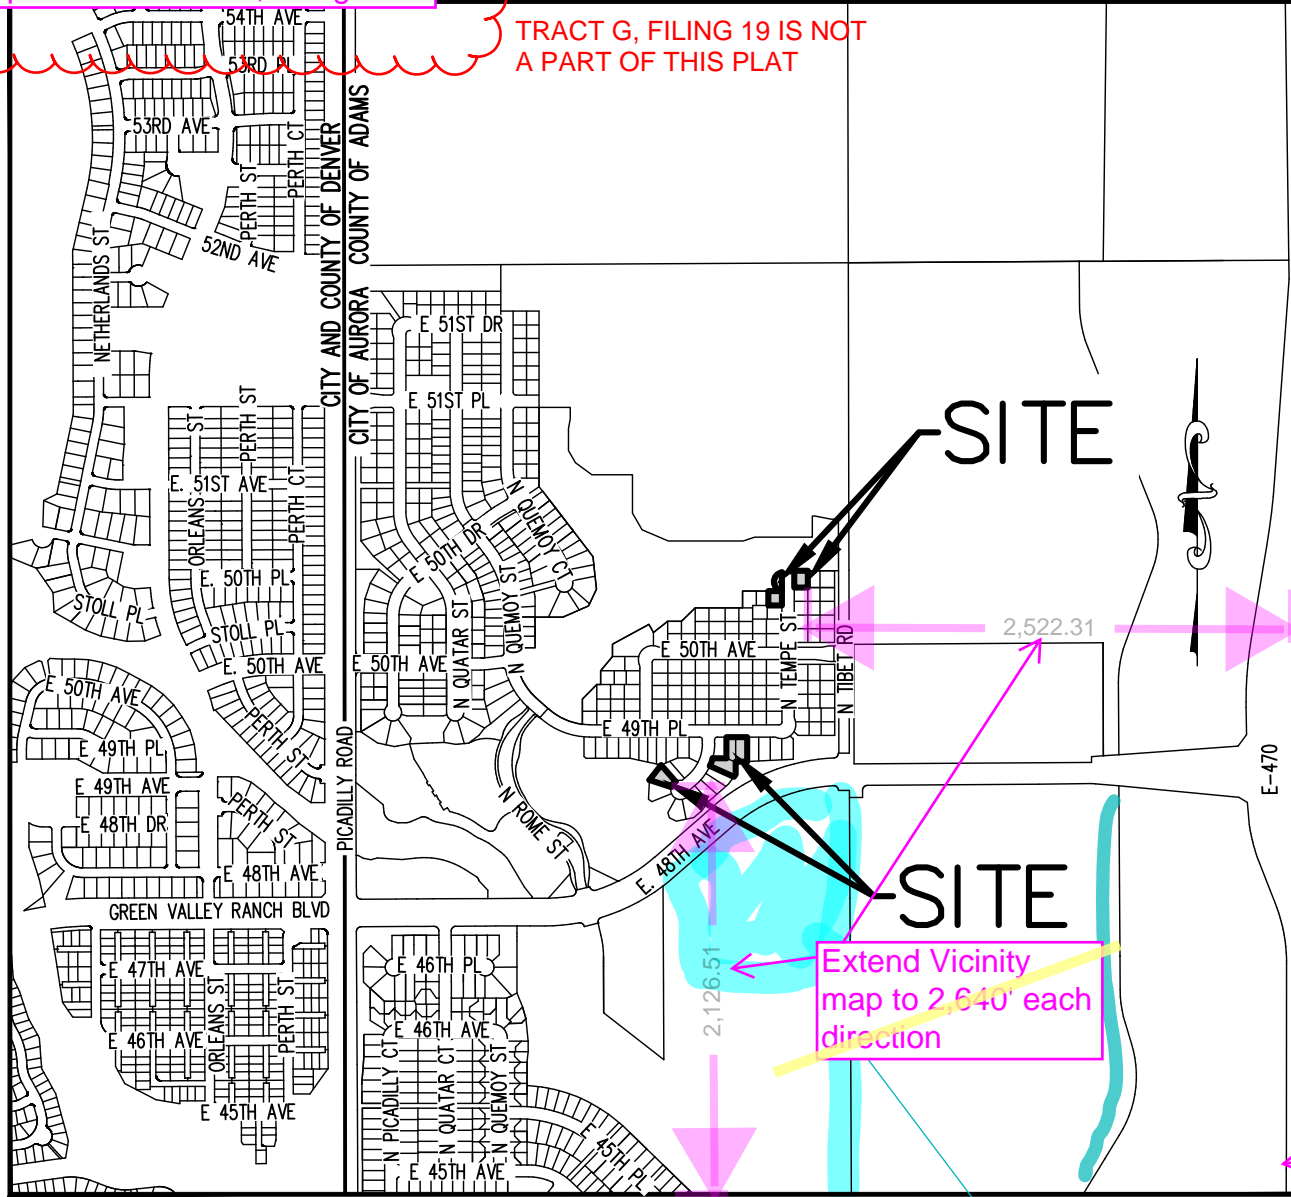 54TH AVE
TRACT G, FILING 19 IS NOT
A PART OF THIS PLAT
53RD PL
53RD AVE
PERTH CT
PERTH ST
52ND AVE
NETHERLANDS ST
CITY AND COUNTY OF DENVER
CITY OF AURORA COUNTY OF ADAMS
E 51ST DR
E 51ST PL
SITE
ORLEANS ST
PERTH ST
PERTH CT
E. 51ST AVE
N QUEMOY CT
E 50TH DR
E. 50TH PL
STOLL PL
STOLL PL
N QUATAR ST
N QUEMOY ST
2,522.31
E. 50TH AVE
E 50TH AVE
E 50TH AVE
N TEMPE ST
N TIBET RD
E 50TH AVE
PERTH ST
E 49TH PL
E 49TH PL
PICADILLY ROAD
E-470
E 49TH AVE
E 48TH DR
PERTH ST
N ROME ST
E 48TH AVE
E. 48TH AVE
SITE
GREEN VALLEY RANCH BLVD
E 47TH AVE
E 46TH PL
2,126.51
Extend Vicinity
map to 2,640' each
direction
ORLEANS ST
PERTH ST
E 46TH AVE
E 46TH AVE
N PICADILLY CT
N QUATAR CT
N QUEMOY ST
E 45TH AVE
E 45TH PL
E 45TH AVE